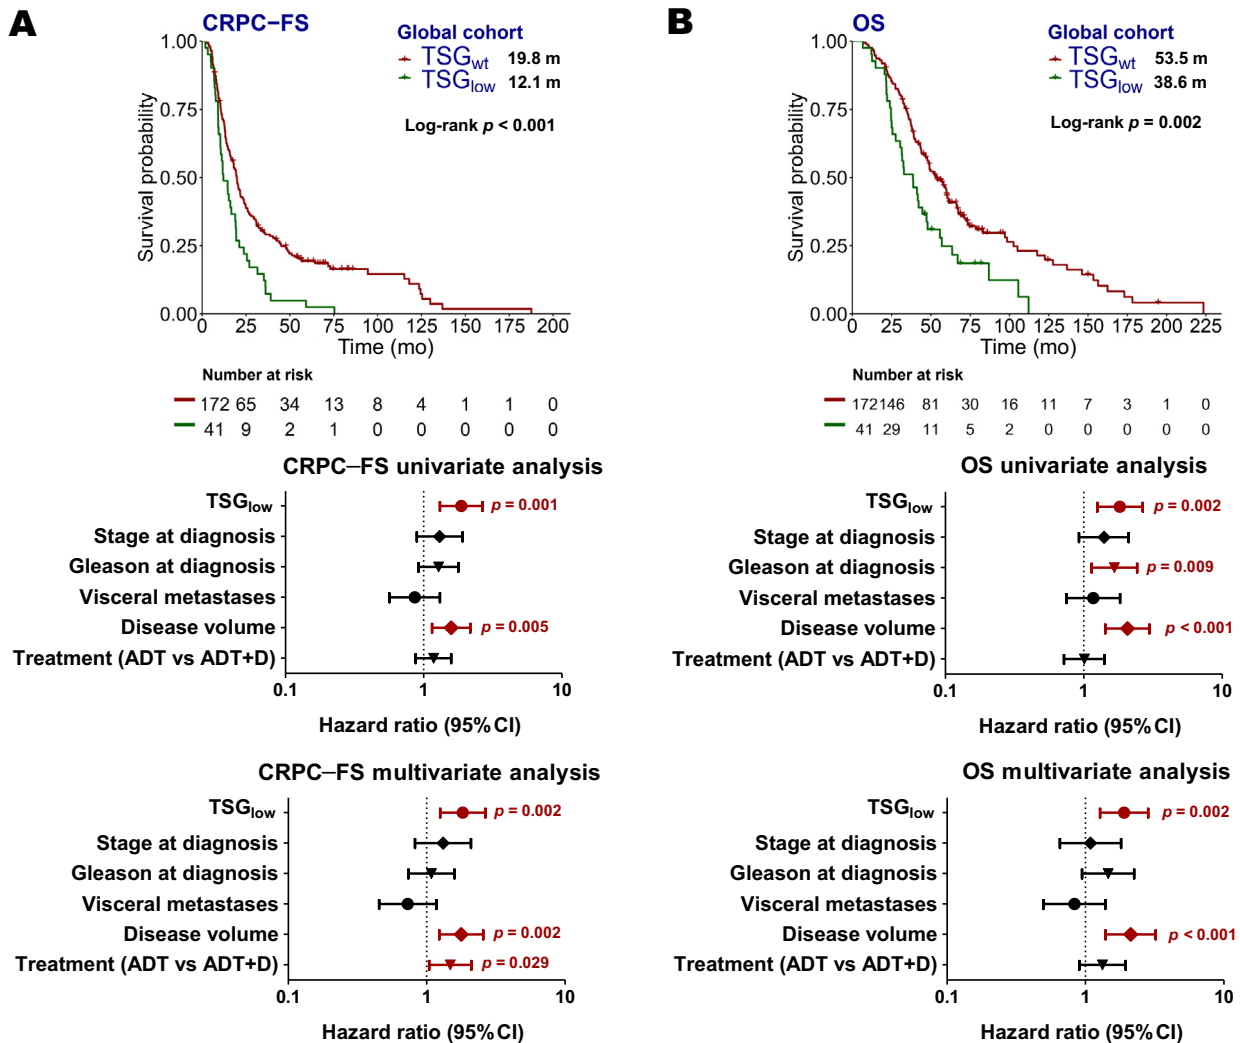 A
CRPC–FS
Global cohort
TSGwt 19.8 m
TSGlow 12.1 m
Log-rank p < 0.001
Survival probability
1.00
0.75
0.50
0.25
0.00
0 25 50 75 100 125 150 175 200
Time (mo)
Number at risk
172 65 34 13 8 4 1 1 0
41 9 2 1 0 0 0 0 0
CRPC–FS univariate analysis
TSGlow p = 0.001
Stage at diagnosis
Gleason at diagnosis
Visceral metastases
Disease volume p = 0.005
Treatment (ADT vs ADT+D)
0.1 1 10
Hazard ratio (95% CI)
CRPC–FS multivariate analysis
TSGlow p = 0.002
Stage at diagnosis
Gleason at diagnosis
Visceral metastases
Disease volume p = 0.002
Treatment (ADT vs ADT+D) p = 0.029
0.1 1 10
Hazard ratio (95% CI)
B
OS
Global cohort
TSGwt 53.5 m
TSGlow 38.6 m
Log-rank p = 0.002
Survival probability
1.00
0.75
0.50
0.25
0.00
0 25 50 75 100 125 150 175 200 225
Time (mo)
Number at risk
172 146 81 30 16 11 7 3 1 0
41 29 11 5 2 0 0 0 0 0
OS univariate analysis
TSGlow p = 0.002
Stage at diagnosis
Gleason at diagnosis p = 0.009
Visceral metastases
Disease volume p < 0.001
Treatment (ADT vs ADT+D)
0.1 1 10
Hazard ratio (95% CI)
OS multivariate analysis
TSGlow p = 0.002
Stage at diagnosis
Gleason at diagnosis
Visceral metastases
Disease volume p < 0.001
Treatment (ADT vs ADT+D)
0.1 1 10
Hazard ratio (95% CI)